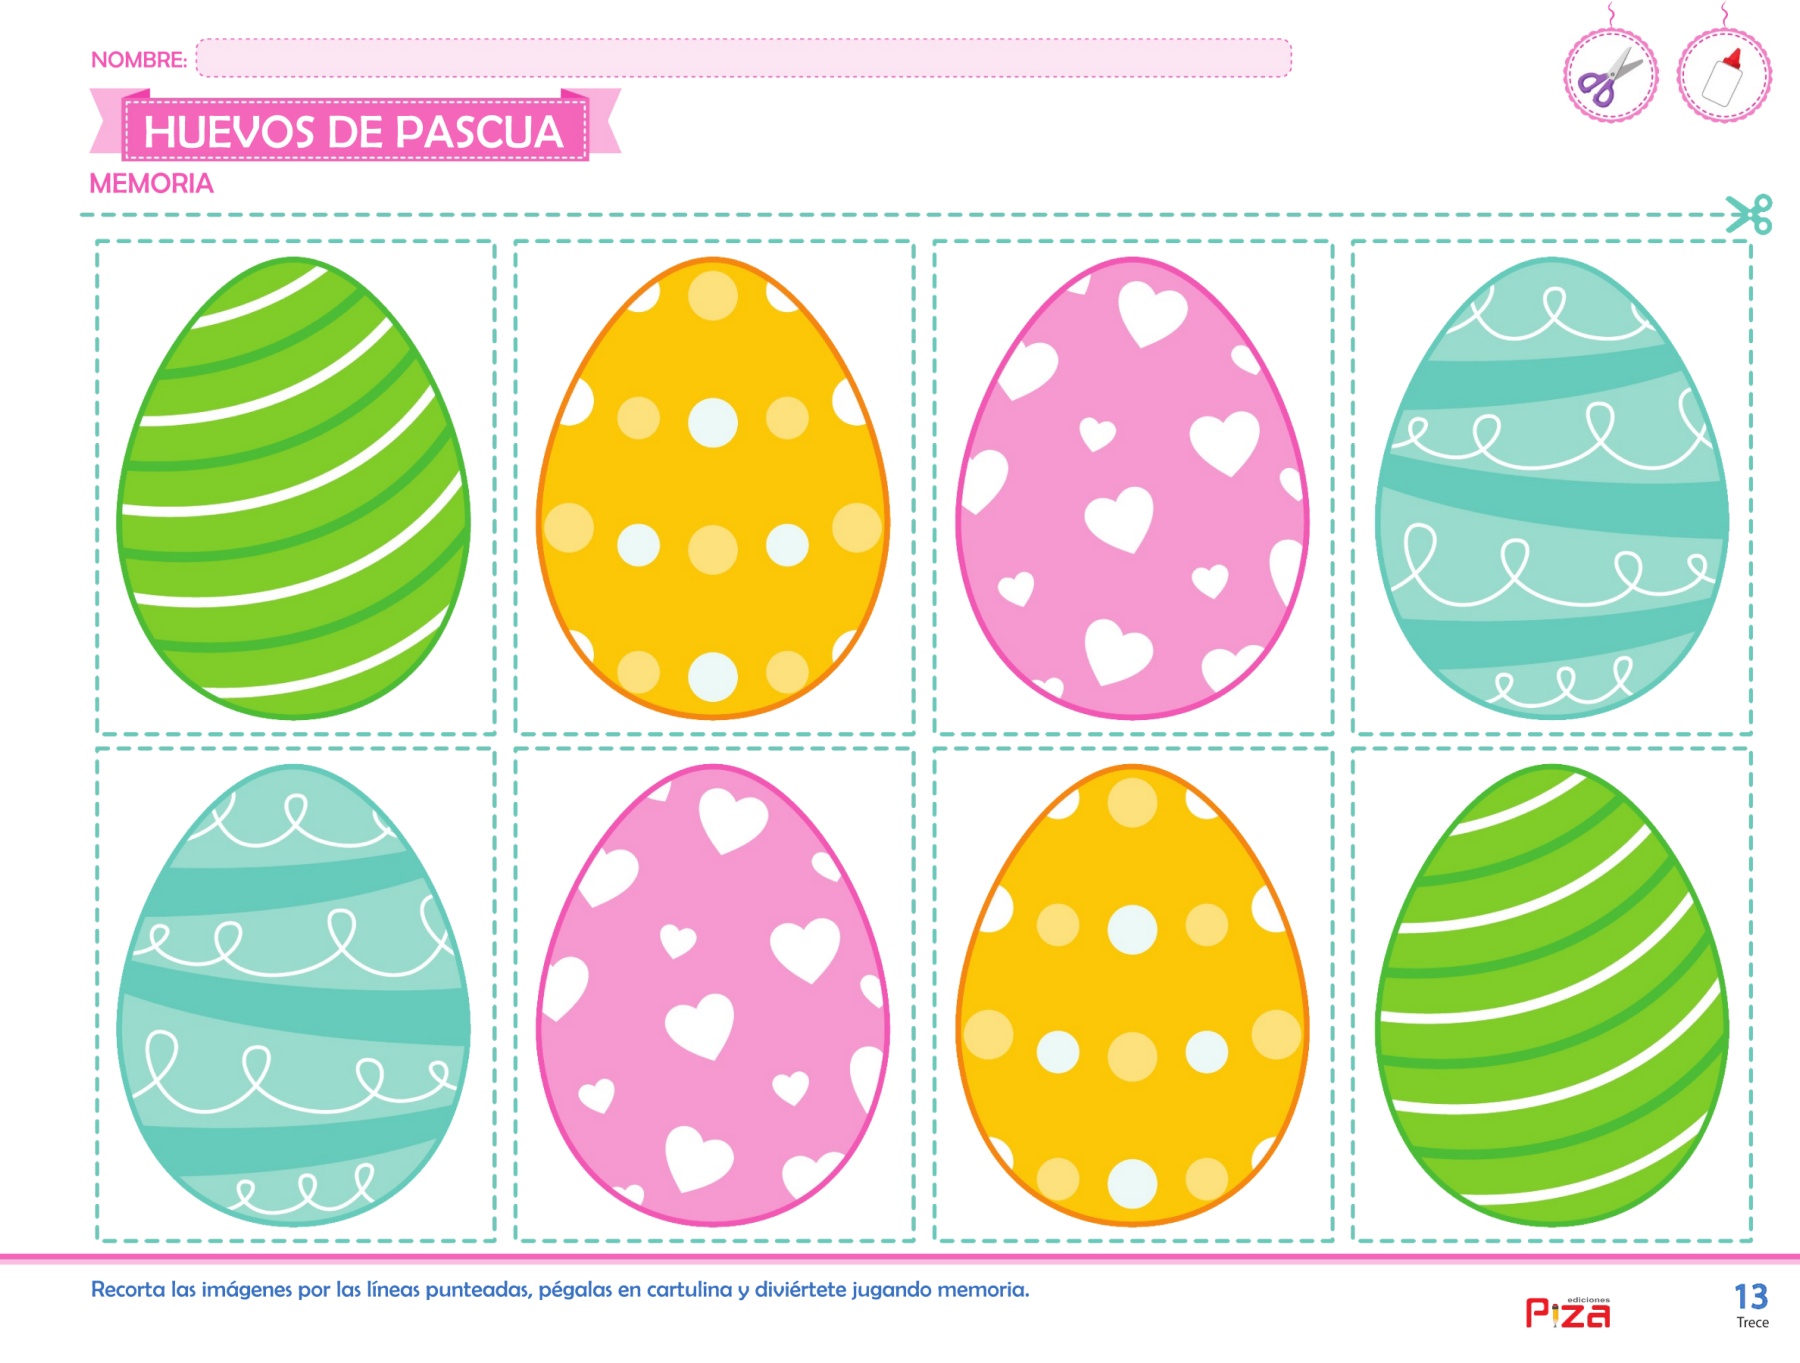 NOMBRE:
HUEVOS DE PASCUA
MEMORIA
Recorta las imágenes por las líneas punteadas, pégalas en cartulina y diviértete jugando memoria.
ediciones
Piza
13
Trece